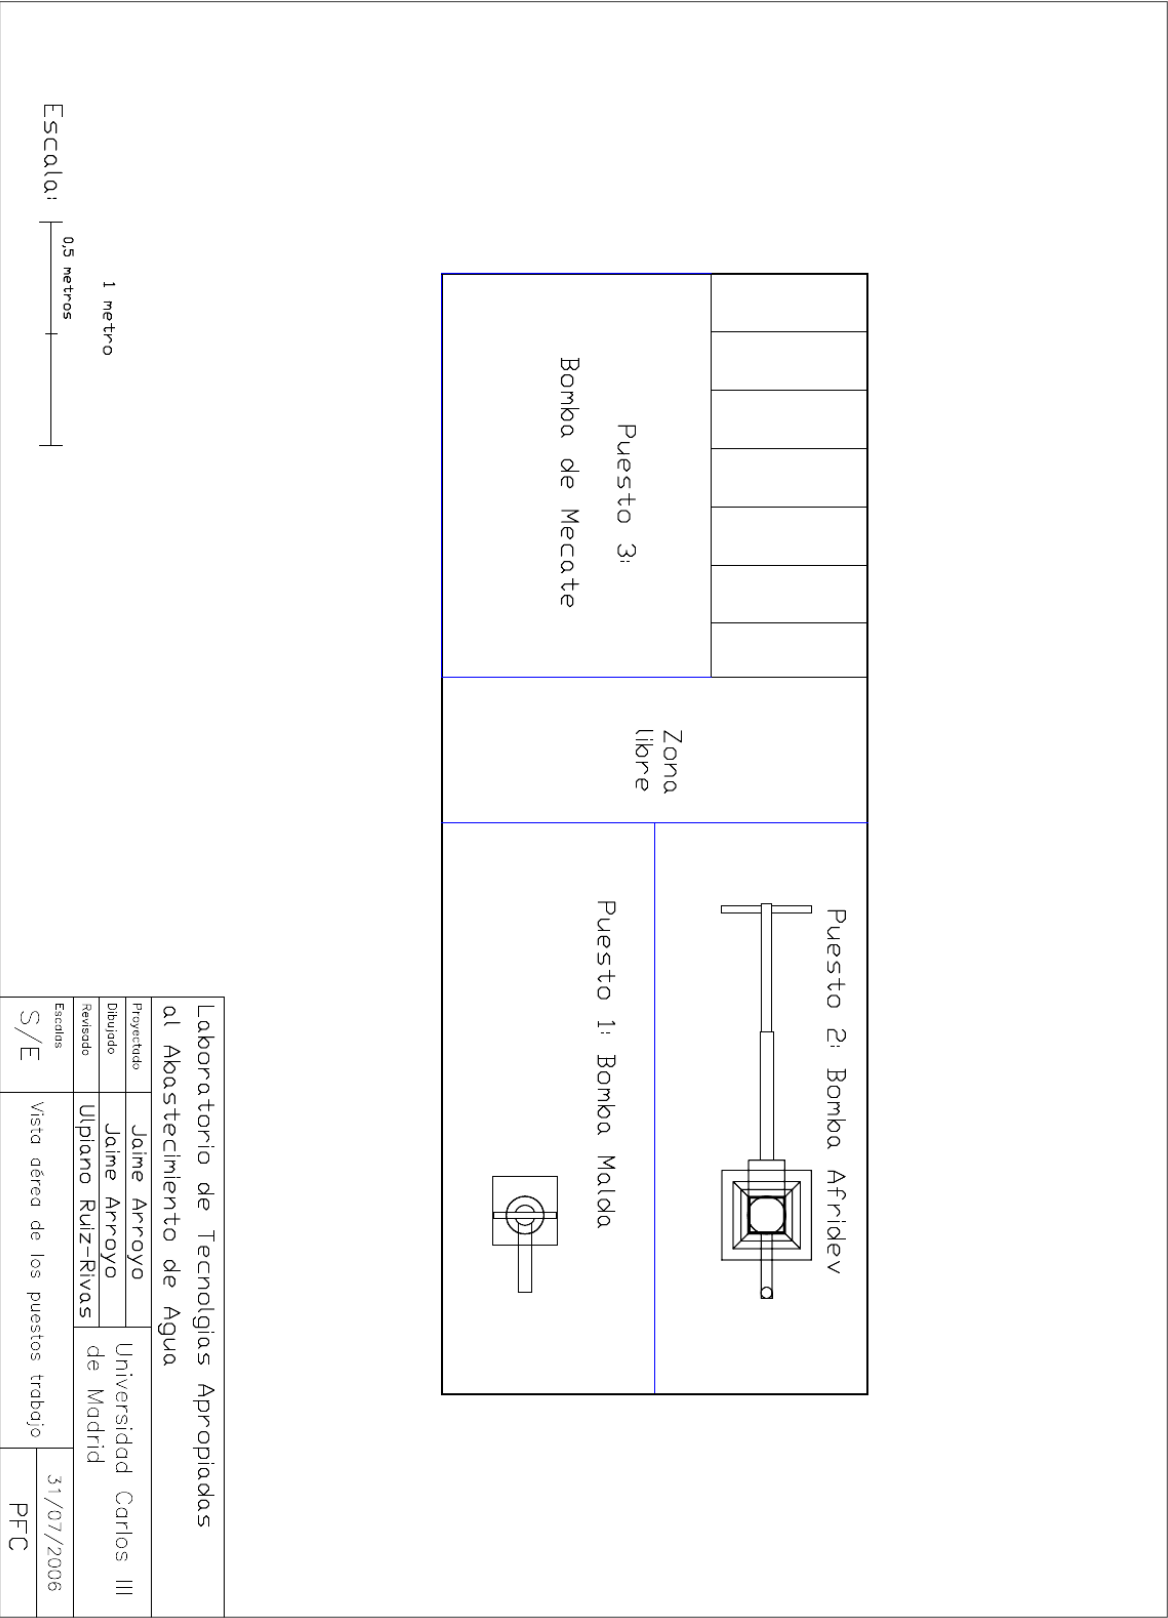 Puesto 2: Bomba Afridev
Zona
libre
Puesto 3:
Bomba de Mecate
Puesto 1: Bomba Malda
Laboratorio de Tecnolgias Apropiadas
al Abastecimiento de Agua
Proyectado
Jaime Arroyo
Dibujado
Jaime Arroyo
Revisado
Ulpiano Ruiz-Rivas
Universidad Carlos III
de Madrid
Escalas
S/E
Vista aérea de los puestos trabajo
31/07/2006
PFC
1 metro
0,5 metros
Escala: